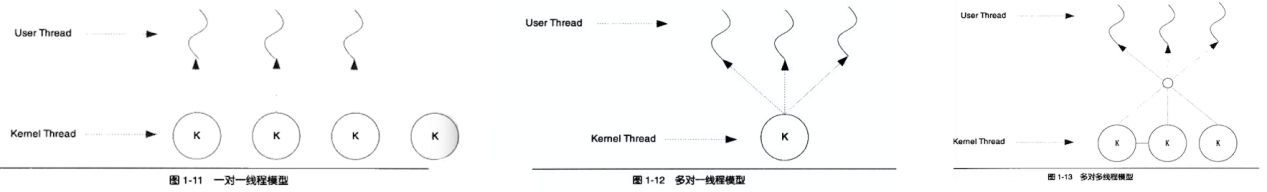 User Thread
Kernel Thread
K
K
K
K
图1-11 一对一线程模型
User Thread
Kernel Thread
K
图1-12 多对一线程模型
User Thread
Kernel Thread
K
K
K
图1-13 多对多线程模型